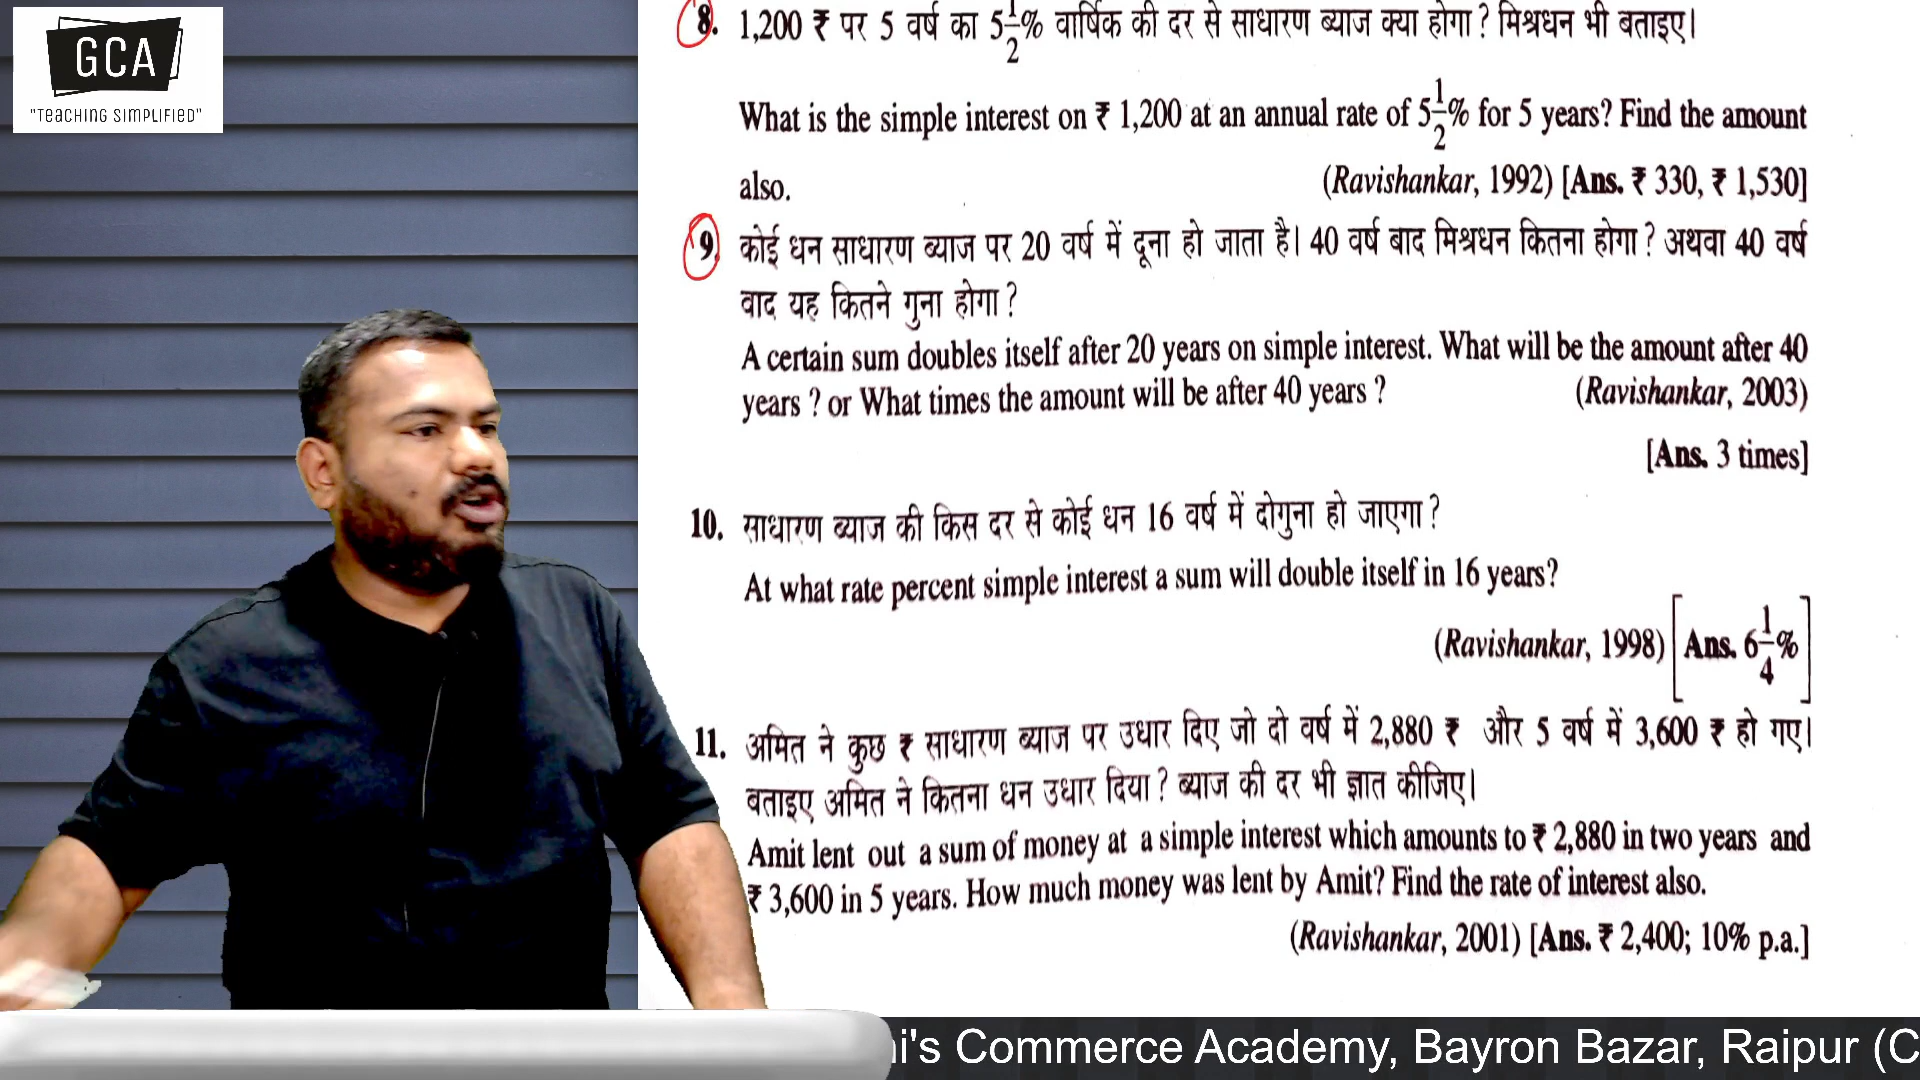 GCA
"Teaching Simplified"
8. 1,200 ₹ पर 5 वर्ष का 5 1/2% वार्षिक की दर से साधारण ब्याज क्या होगा? मिश्रधन भी बताइए।
What is the simple interest on ₹ 1,200 at an annual rate of 5 1/2% for 5 years? Find the amount
also. (Ravishankar, 1992) [Ans. ₹ 330, ₹ 1,530]
9. कोई धन साधारण ब्याज पर 20 वर्ष में दूना हो जाता है। 40 वर्ष बाद मिश्रधन कितना होगा? अथवा 40 वर्ष
बाद यह कितने गुना होगा?
A certain sum doubles itself after 20 years on simple interest. What will be the amount after 40
years ? or What times the amount will be after 40 years ? (Ravishankar, 2003)
[Ans. 3 times]
10. साधारण ब्याज की किस दर से कोई धन 16 वर्ष में दोगुना हो जाएगा?
At what rate percent simple interest a sum will double itself in 16 years?
(Ravishankar, 1998) [Ans. 6 1/4%]
11. अमित ने कुछ ₹ साधारण ब्याज पर उधार दिए जो दो वर्ष में 2,880 ₹ और 5 वर्ष में 3,600 ₹ हो गए।
बताइए अमित ने कितना धन उधार दिया? ब्याज की दर भी ज्ञात कीजिए।
Amit lent out a sum of money at a simple interest which amounts to ₹ 2,880 in two years and
₹ 3,600 in 5 years. How much money was lent by Amit? Find the rate of interest also.
(Ravishankar, 2001) [Ans. ₹ 2,400; 10% p.a.]
i's Commerce Academy, Bayron Bazar, Raipur (C